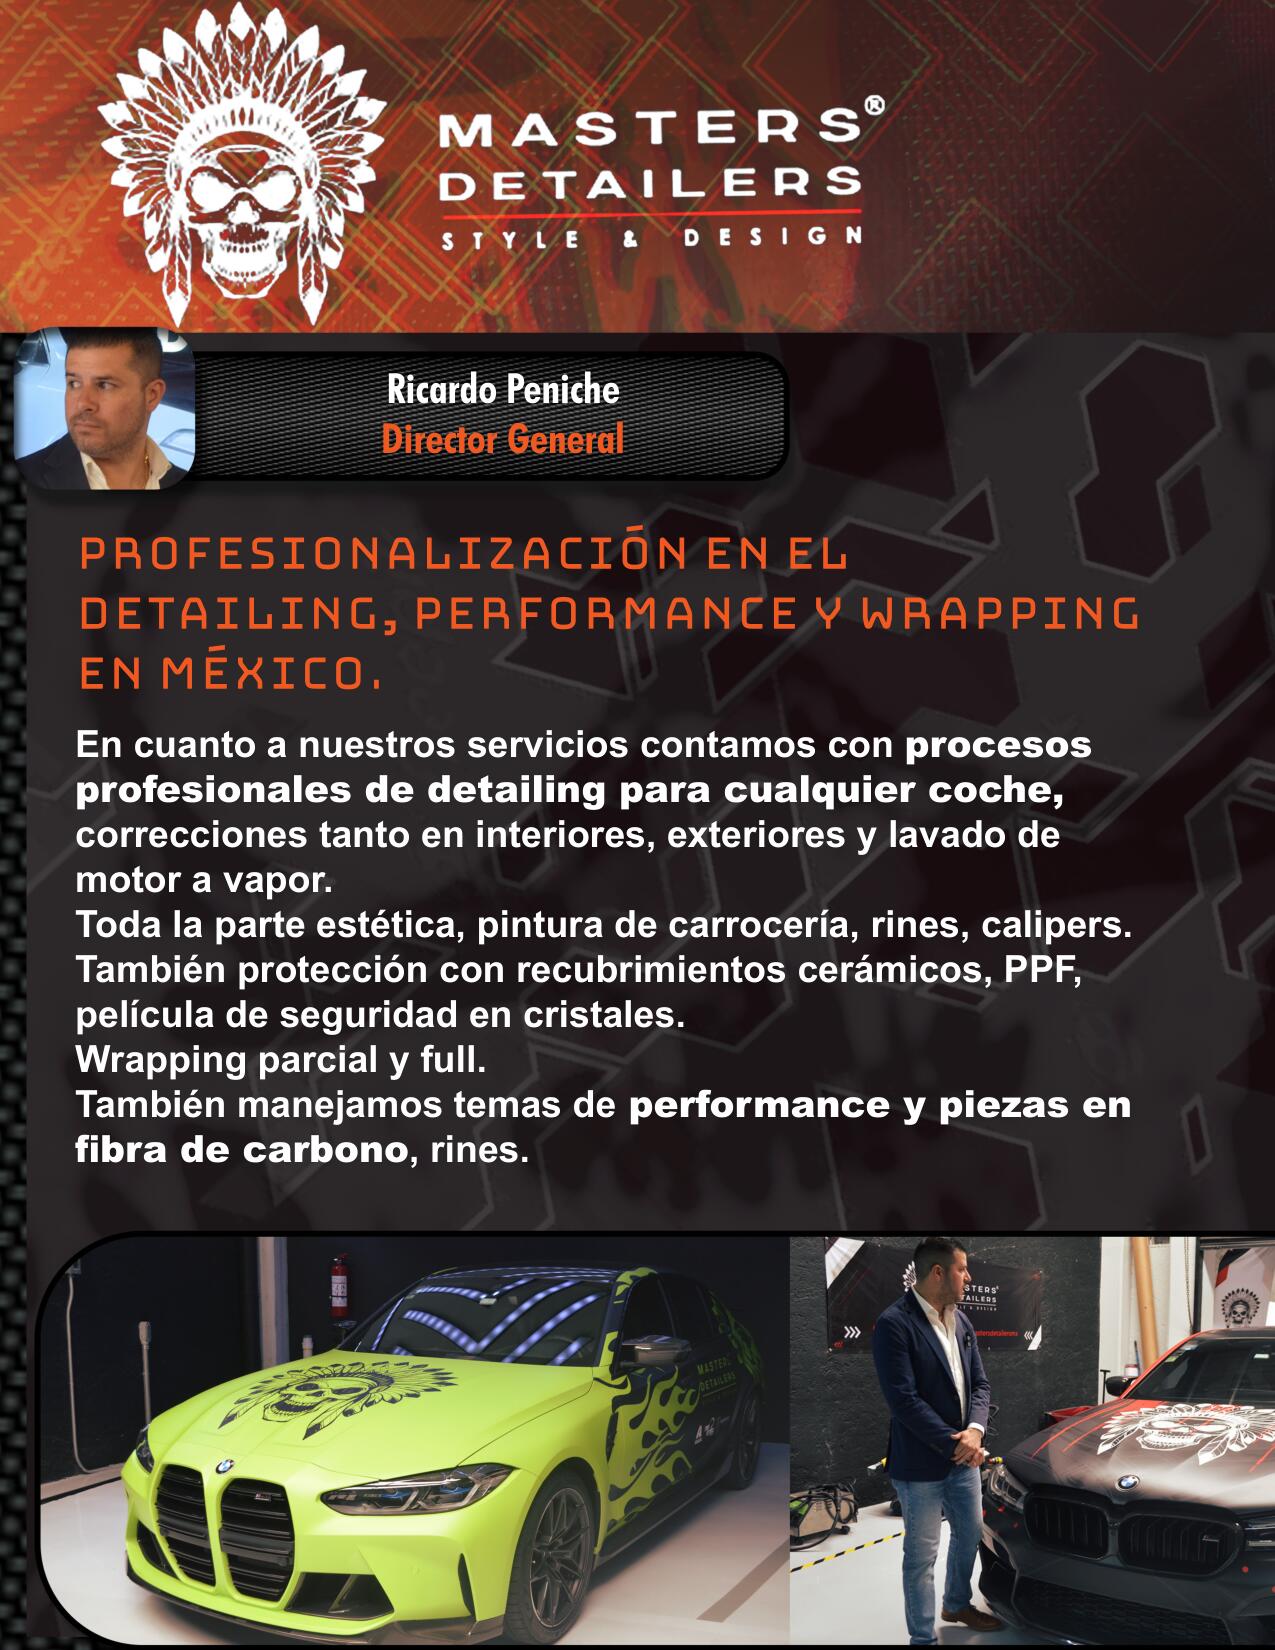 MASTERS®
DETAILERS
STYLE & DESIGN
Ricardo Peniche
Director General
PROFESIONALIZACIÓN EN EL
DETAILING, PERFORMANCE Y WRAPPING
EN MÉXICO.
En cuanto a nuestros servicios contamos con procesos
profesionales de detailing para cualquier coche,
correcciones tanto en interiores, exteriores y lavado de
motor a vapor.
Toda la parte estética, pintura de carrocería, rines, calipers.
También protección con recubrimientos cerámicos, PPF,
película de seguridad en cristales.
Wrapping parcial y full.
También manejamos temas de performance y piezas en
fibra de carbono, rines.
MASTERS
DETAILERS